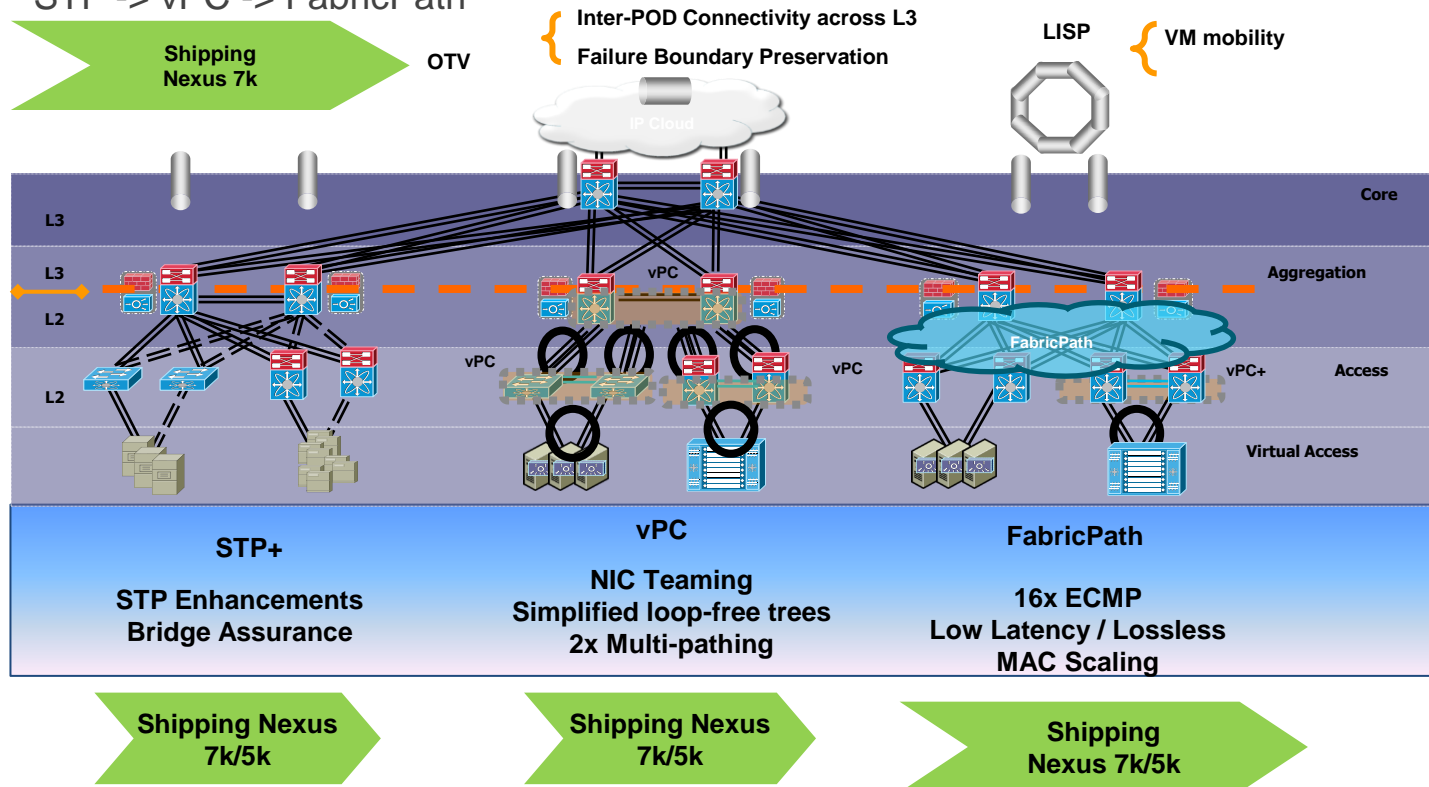 STP -> vPC -> FabricPath
Shipping
Nexus 7k
OTV
Inter-POD Connectivity across L3
Failure Boundary Preservation
LISP
VM mobility
IP Cloud
Core
L3
L3
vPC
Aggregation
L2
FabricPath
vPC
vPC
vPC+
Access
L2
Virtual Access
STP+
STP Enhancements
Bridge Assurance
vPC
NIC Teaming
Simplified loop-free trees
2x Multi-pathing
FabricPath
16x ECMP
Low Latency / Lossless
MAC Scaling
Shipping Nexus
7k/5k
Shipping Nexus
7k/5k
Shipping
Nexus 7k/5k